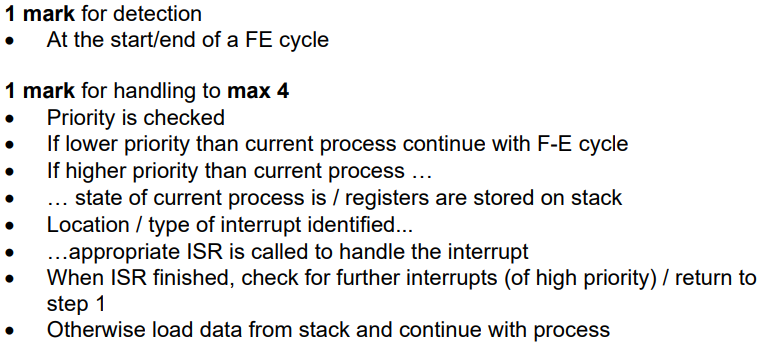 1 mark for detection
• At the start/end of a FE cycle
1 mark for handling to max 4
• Priority is checked
• If lower priority than current process continue with F-E cycle
• If higher priority than current process …
• … state of current process is / registers are stored on stack
• Location / type of interrupt identified...
• …appropriate ISR is called to handle the interrupt
• When ISR finished, check for further interrupts (of high priority) / return to
step 1
• Otherwise load data from stack and continue with process